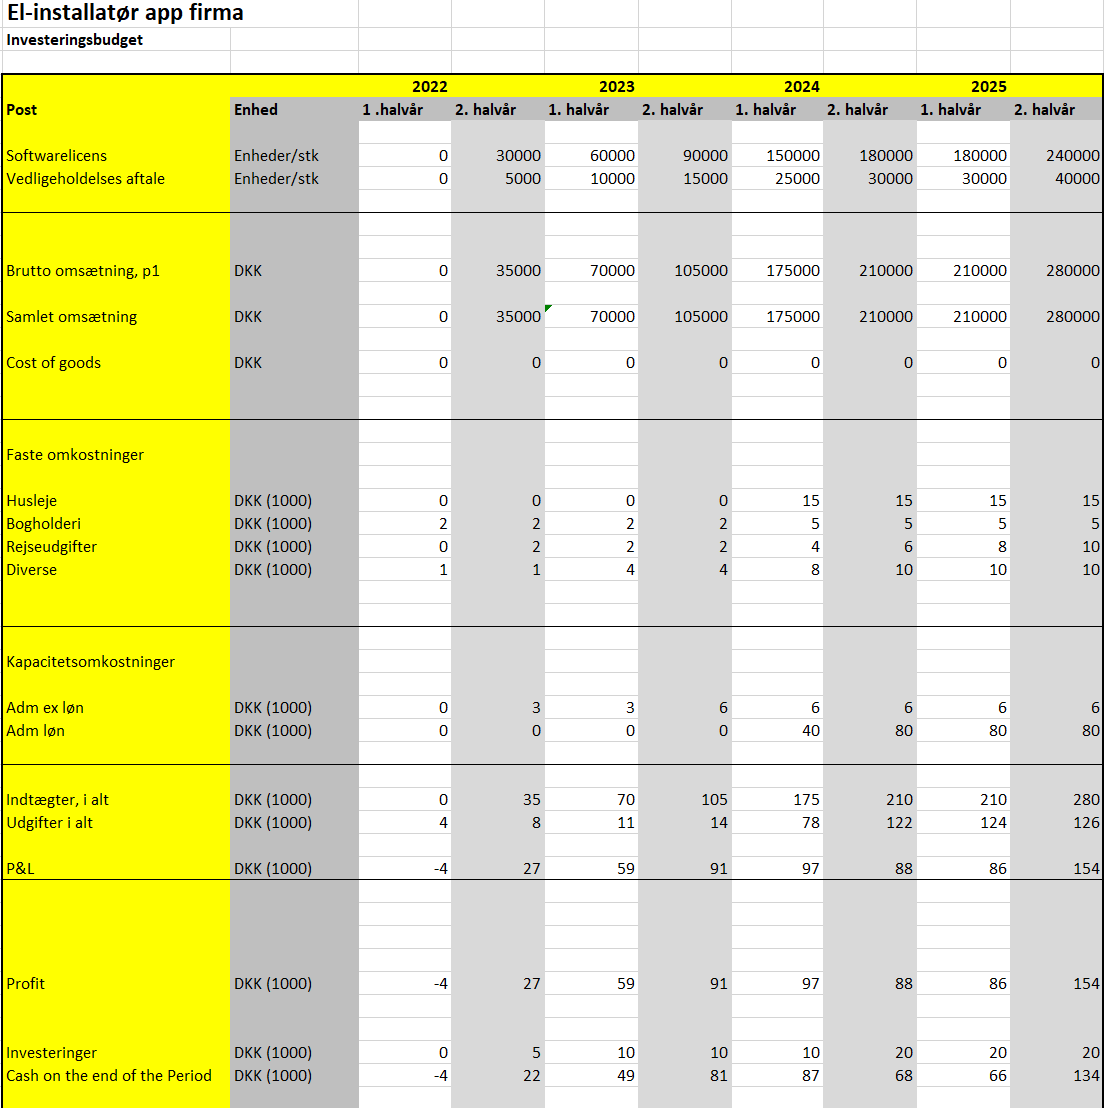 El-installatør app firma
Investeringsbudget
2022 2023 2024 2025
Post Enhed 1 .halvår 2. halvår 1. halvår 2. halvår 1. halvår 2. halvår 1. halvår 2. halvår
Softwarelicens Enheder/stk 0 30000 60000 90000 150000 180000 180000 240000
Vedligeholdelses aftale Enheder/stk 0 5000 10000 15000 25000 30000 30000 40000
Brutto omsætning, p1 DKK 0 35000 70000 105000 175000 210000 210000 280000
Samlet omsætning DKK 0 35000 70000 105000 175000 210000 210000 280000
Cost of goods DKK 0 0 0 0 0 0 0 0
Faste omkostninger
Husleje DKK (1000) 0 0 0 0 15 15 15 15
Bogholderi DKK (1000) 2 2 2 2 5 5 5 5
Rejseudgifter DKK (1000) 0 2 2 2 4 6 8 10
Diverse DKK (1000) 1 1 4 4 8 10 10 10
Kapacitetsomkostninger
Adm ex løn DKK (1000) 0 3 3 6 6 6 6 6
Adm løn DKK (1000) 0 0 0 0 40 80 80 80
Indtægter, i alt DKK (1000) 0 35 70 105 175 210 210 280
Udgifter i alt DKK (1000) 4 8 11 14 78 122 124 126
P&L DKK (1000) -4 27 59 91 97 88 86 154
Profit DKK (1000) -4 27 59 91 97 88 86 154
Investeringer DKK (1000) 0 5 10 10 10 20 20 20
Cash on the end of the Period DKK (1000) -4 22 49 81 87 68 66 134